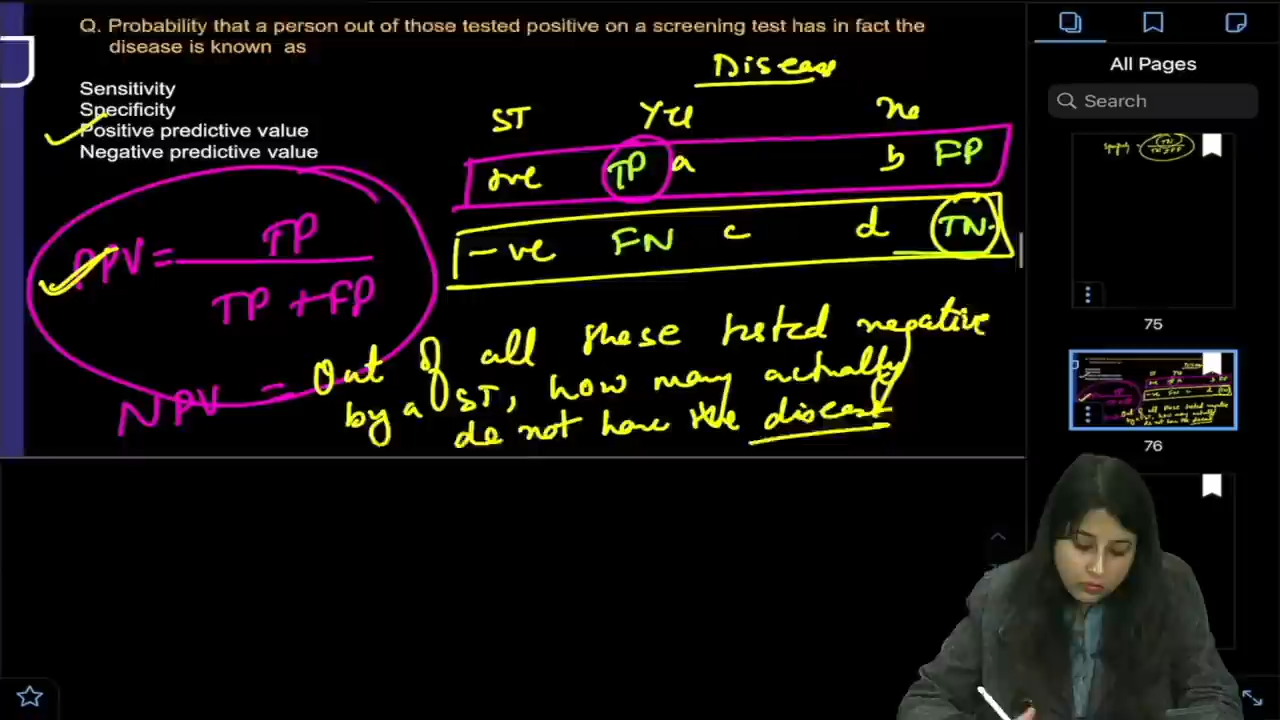 Q. Probability that a person out of those tested positive on a screening test has in fact the
disease is known as
Sensitivity
Specificity
Positive predictive value
Negative predictive value
Disease
ST Yes no
+ve TP a b FP
-ve FN c d TN
PPV = TP
TP + FP
NPV = Out of all those tested negative
by a ST, how many actually
do not have the disease
All Pages
Search
75
76